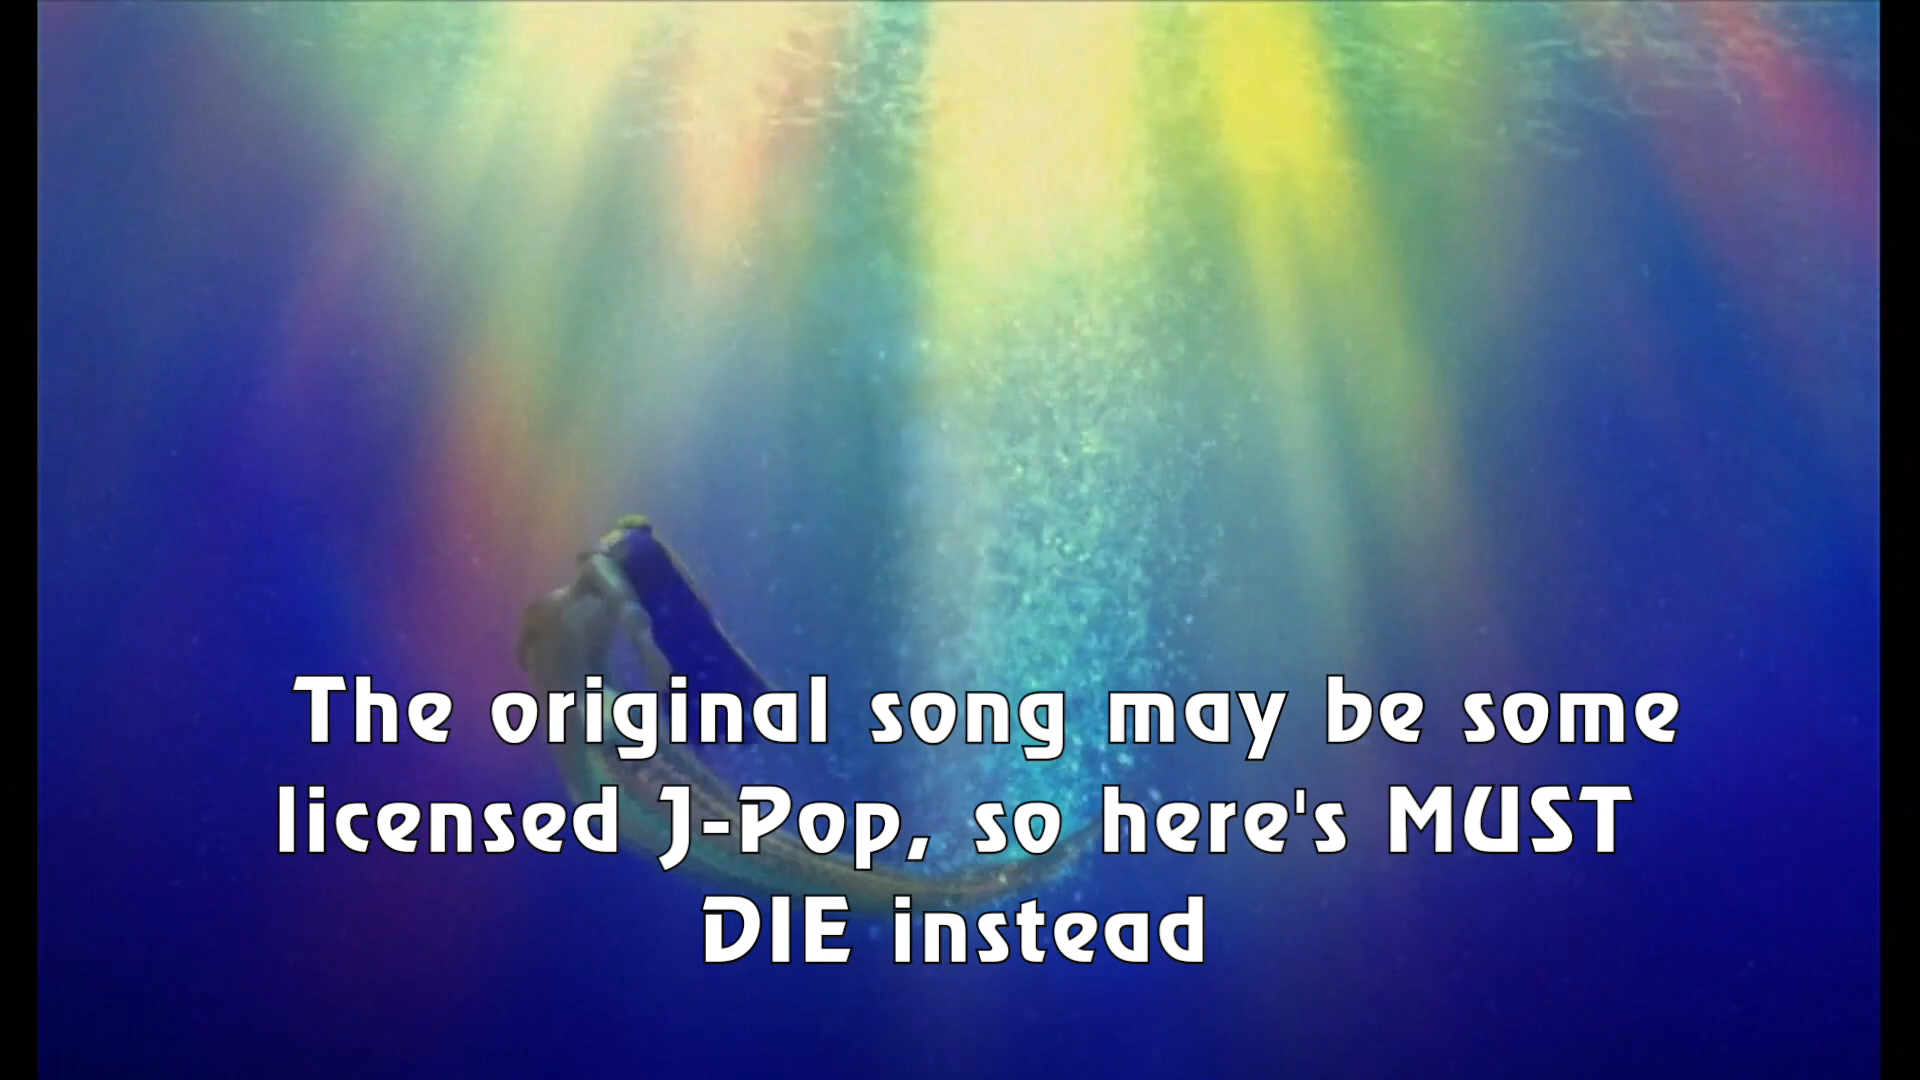 The original song may be some
licensed J-Pop, so here's MUST
DIE instead